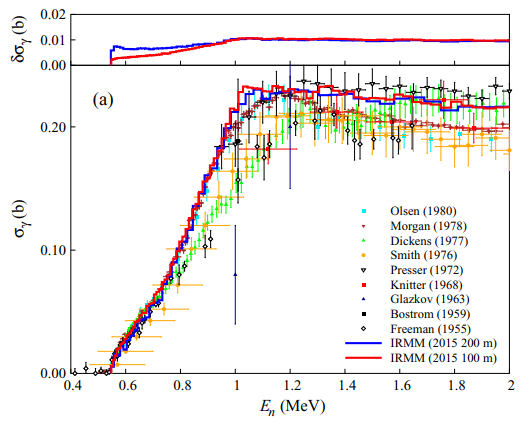 δσγ(b)
0.02
0.01
0.00
(a)
0.20
σγ(b)
0.10
0.00
Olsen (1980)
Morgan (1978)
Dickens (1977)
Smith (1976)
Presser (1972)
Knitter (1968)
Glazkov (1963)
Bostrom (1959)
Freeman (1955)
IRMM (2015 200 m)
IRMM (2015 100 m)
0.4 0.6 0.8 1 1.2 1.4 1.6 1.8 2
En (MeV)